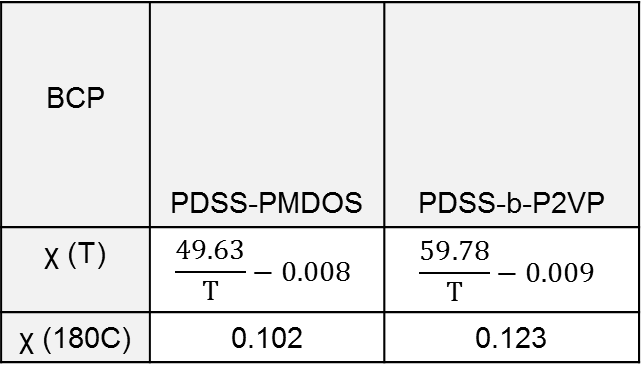 BCP
PDSS-PMDOS
PDSS-b-P2VP
χ (T)
49.63
T
− 0.008
59.78
T
− 0.009
χ (180C)
0.102
0.123